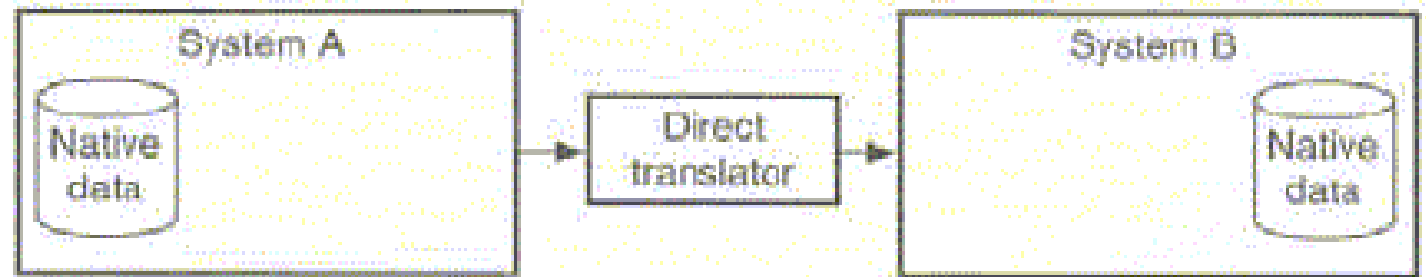 System A
Native
data
Direct
translator
System B
Native
data